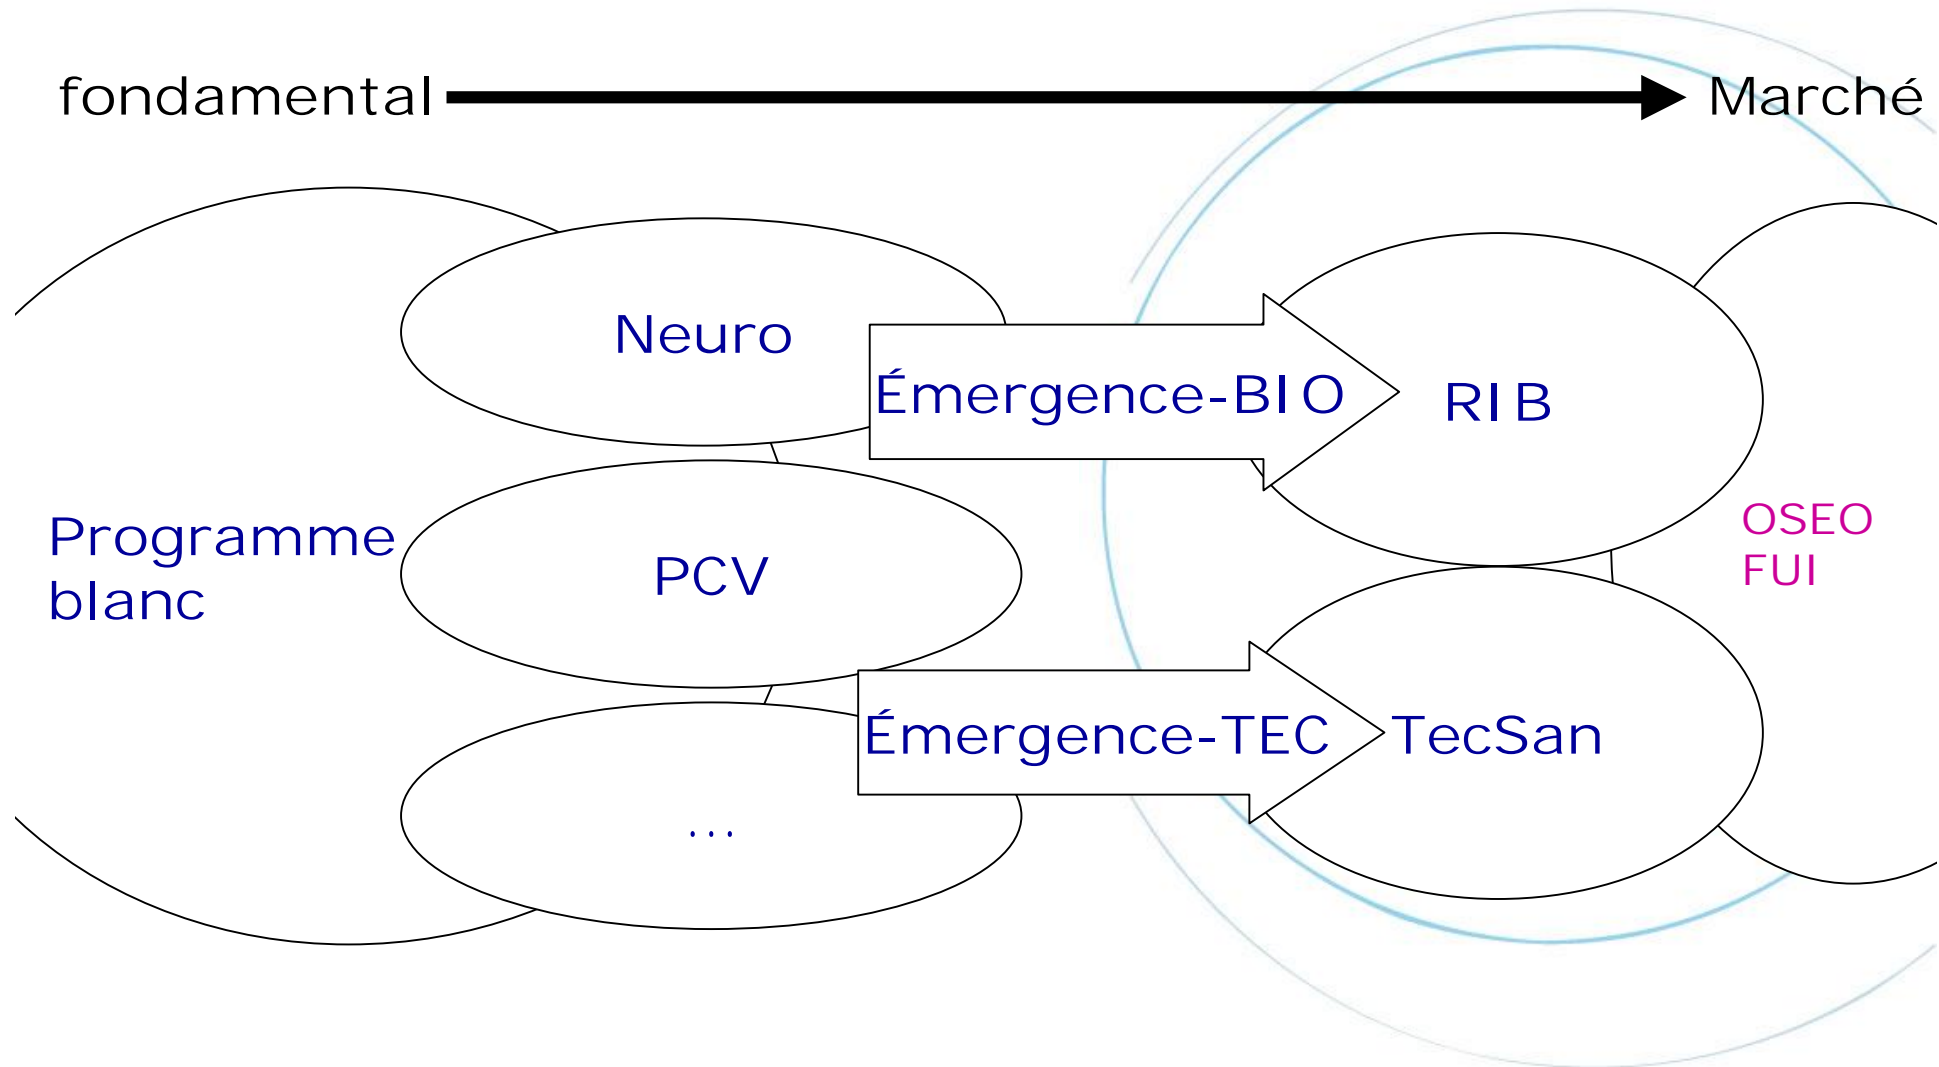 fondamental
Marché
Neuro
Émergence-BIO
RIB
Programme
blanc
PCV
OSEO
FUI
Émergence-TEC
TecSan
...